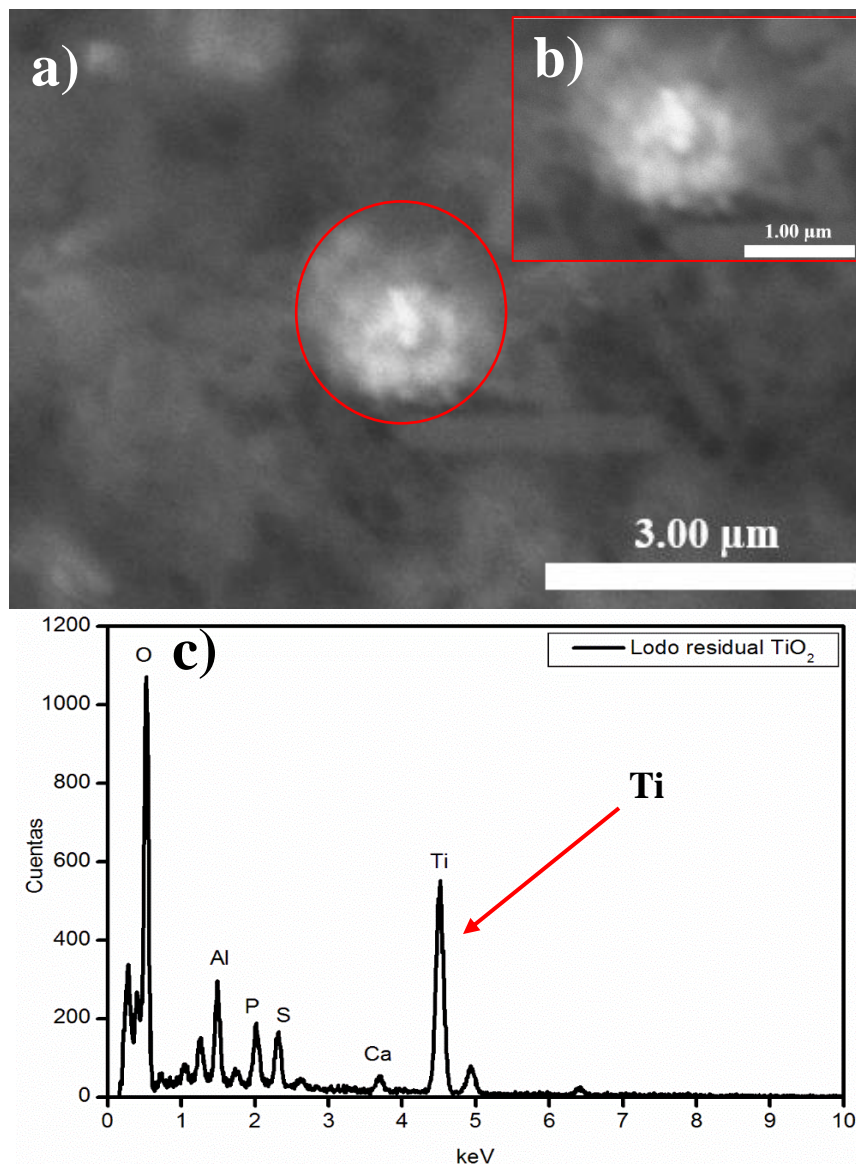 a)
b)
1.00 µm
3.00 µm
c)
Lodo residual TiO₂
Ti
O
Al
P
S
Ca
Ti
Cuentas
1200
1000
800
600
400
200
0
0 1 2 3 4 5 6 7 8 9 10
keV